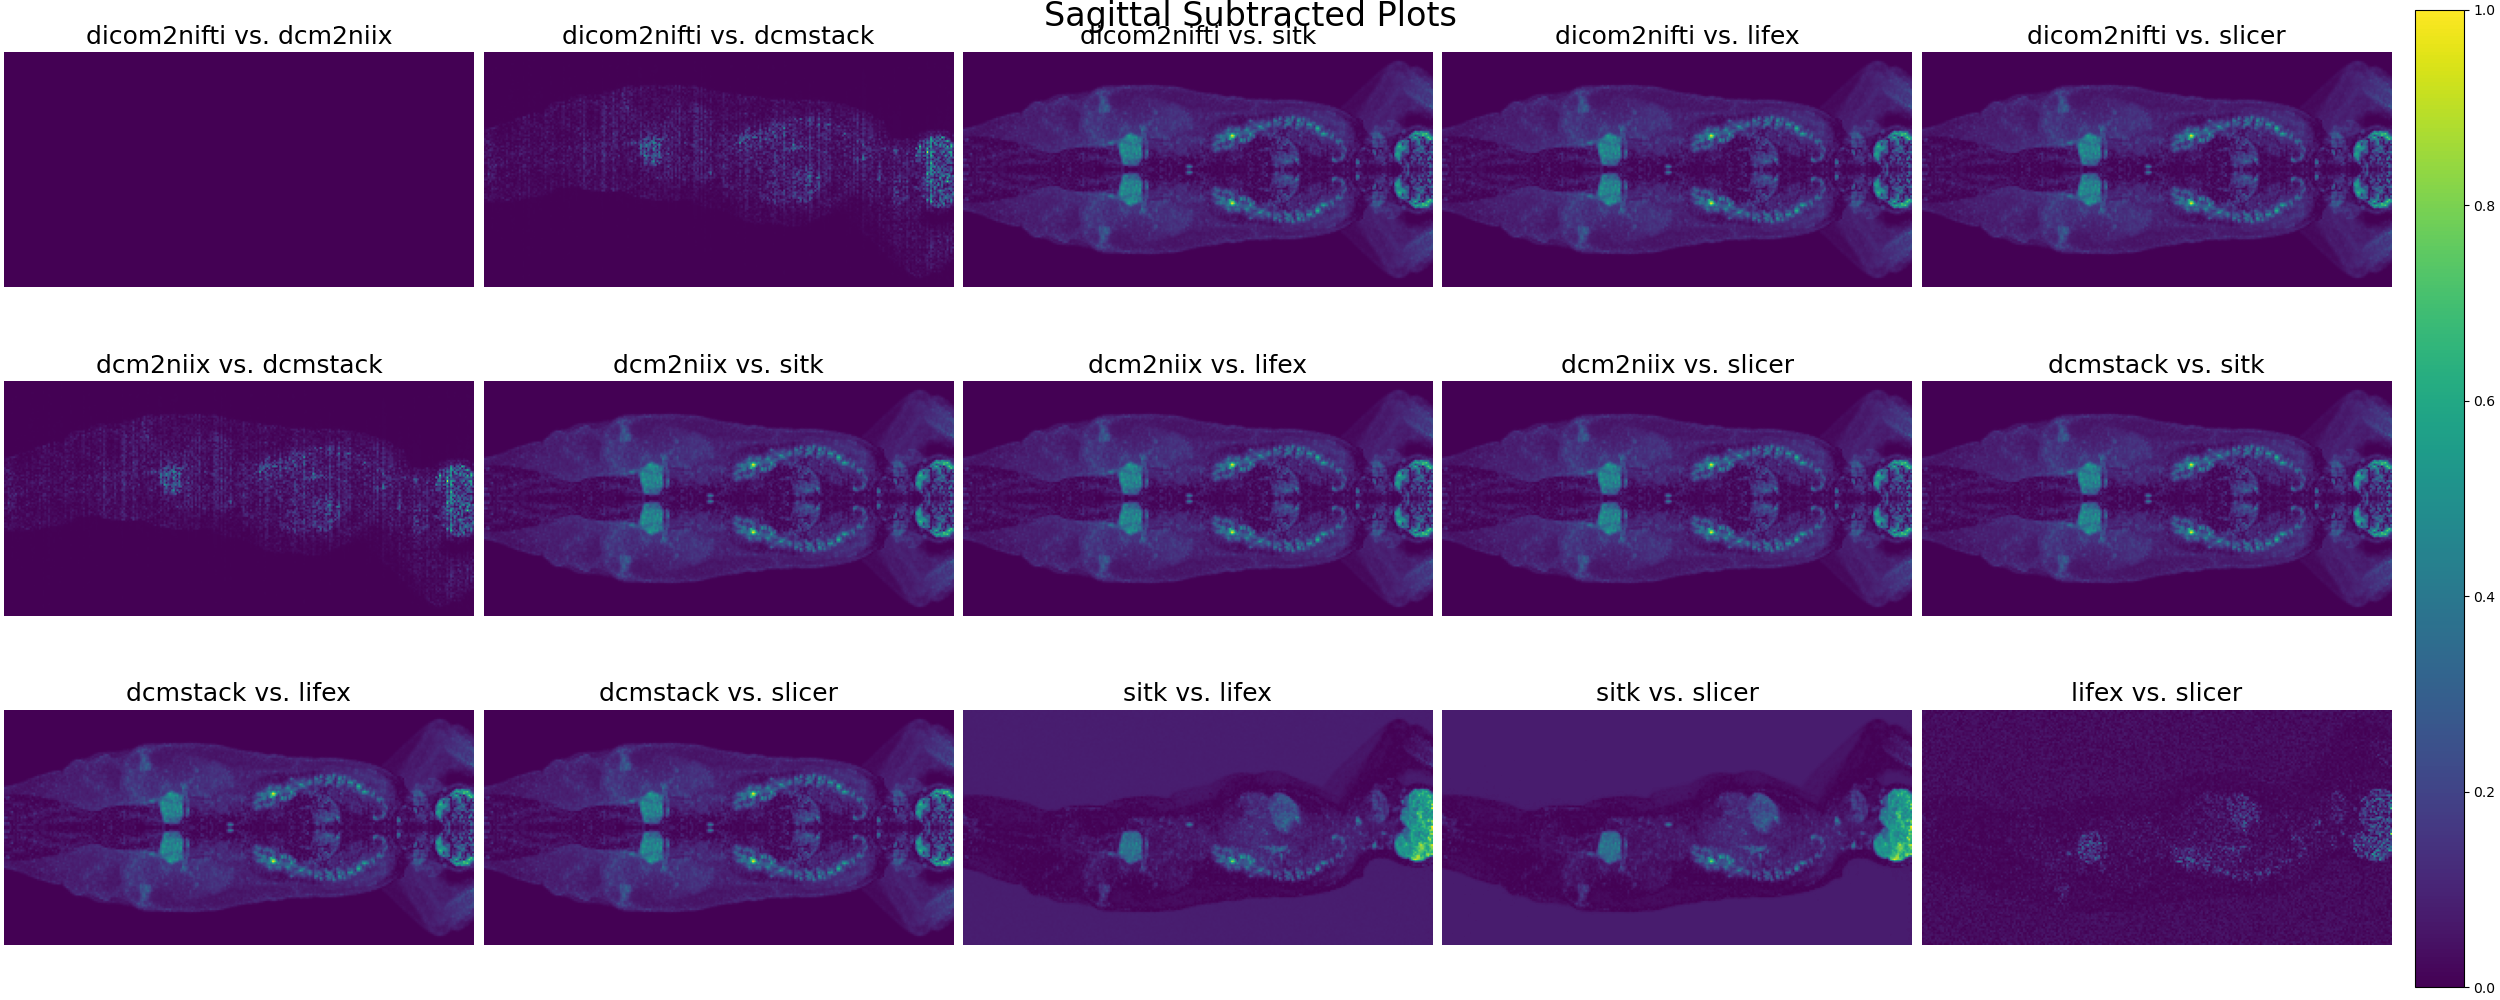 Sagittal Subtracted Plots
dicom2nifti vs. dcm2niix
dicom2nifti vs. dcmstack
dicom2nifti vs. sitk
dicom2nifti vs. lifex
dicom2nifti vs. slicer
dcm2niix vs. dcmstack
dcm2niix vs. sitk
dcm2niix vs. lifex
dcm2niix vs. slicer
dcmstack vs. sitk
dcmstack vs. lifex
dcmstack vs. slicer
sitk vs. lifex
sitk vs. slicer
lifex vs. slicer
1.0
0.8
0.6
0.4
0.2
0.0